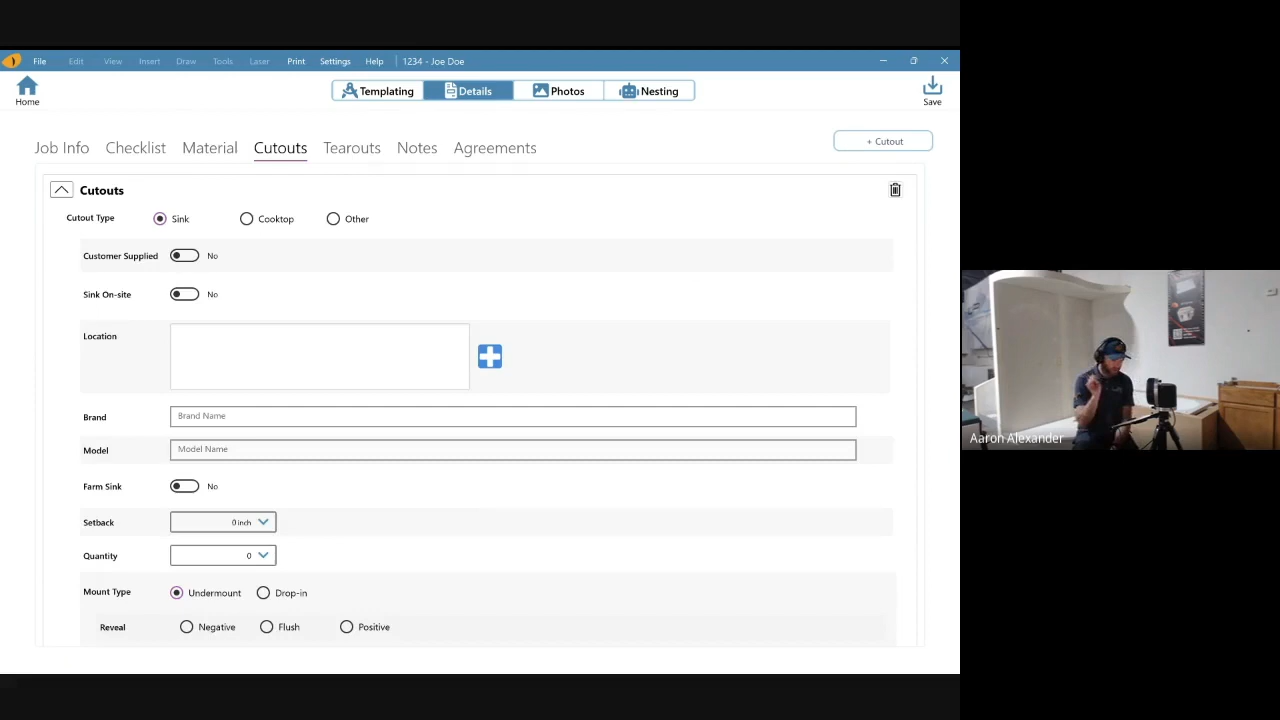 File Edit View Insert Draw Tools Laser Print Settings Help 1234 - Joe Doe
Home Templating Details Photos Nesting Save
Job Info Checklist Material Cutouts Tearouts Notes Agreements + Cutout
Cutouts
Cutout Type Sink Cooktop Other
Customer Supplied No
Sink On-site No
Location
Brand Brand Name
Model Model Name
Farm Sink No
Setback 0 inch
Quantity 0
Mount Type Undermount Drop-in
Reveal Negative Flush Positive
Aaron Alexander